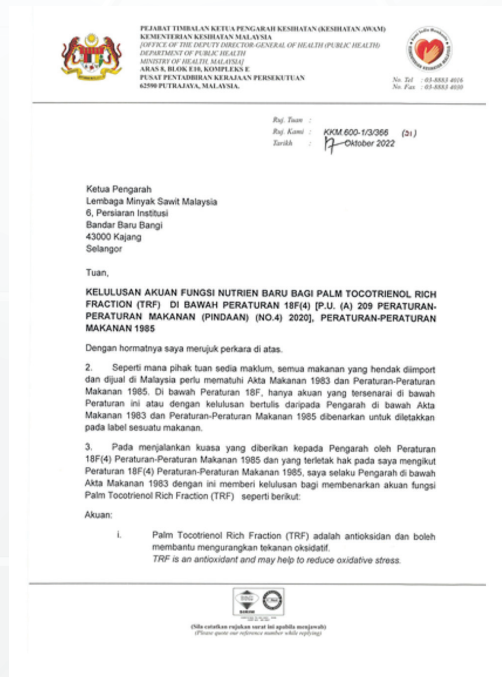 PEJABAT TIMBALAN KETUA PENGARAH KESIHATAN (KESIHATAN AWAM)
KEMENTERIAN KESIHATAN MALAYSIA
[OFFICE OF THE DEPUTY DIRECTOR-GENERAL OF HEALTH (PUBLIC HEALTH)
DEPARTMENT OF PUBLIC HEALTH
MINISTRY OF HEALTH, MALAYSIA]
ARAS 8, BLOK E10, KOMPLEKS E
PUSAT PENTADBIRAN KERAJAAN PERSEKUTUAN
62590 PUTRAJAYA, MALAYSIA.
No. Tel : 03-8883 4016
No. Fax : 03-8883 4030
Ruj. Tuan :
Ruj. Kami : KKM.600-1/3/366 (31)
Tarikh : 17 Oktober 2022
Ketua Pengarah
Lembaga Minyak Sawit Malaysia
6, Persiaran Institusi
Bandar Baru Bangi
43000 Kajang
Selangor
Tuan,
KELULUSAN AKUAN FUNGSI NUTRIEN BARU BAGI PALM TOCOTRIENOL RICH
FRACTION (TRF) DI BAWAH PERATURAN 18F(4) [P.U. (A) 209 PERATURAN-
PERATURAN MAKANAN (PINDAAN) (NO.4) 2020], PERATURAN-PERATURAN
MAKANAN 1985
Dengan hormatnya saya merujuk perkara di atas.
2. Seperti mana pihak tuan sedia maklum, semua makanan yang hendak diimport
dan dijual di Malaysia perlu mematuhi Akta Makanan 1983 dan Peraturan-Peraturan
Makanan 1985. Di bawah Peraturan 18F, hanya akuan yang tersenarai di bawah
Peraturan ini atau dengan kelulusan bertulis daripada Pengarah di bawah Akta
Makanan 1983 dan Peraturan-Peraturan Makanan 1985 dibenarkan untuk diletakkan
pada label sesuatu makanan.
3. Pada menjalankan kuasa yang diberikan kepada Pengarah oleh Peraturan
18F(4) Peraturan-Peraturan Makanan 1985 dan yang terletak hak pada saya mengikut
Peraturan 18F(4) Peraturan-Peraturan Makanan 1985, saya selaku Pengarah di bawah
Akta Makanan 1983 dengan ini memberi kelulusan bagi membenarkan akuan fungsi
Palm Tocotrienol Rich Fraction (TRF) seperti berikut:
Akuan:
i. Palm Tocotrienol Rich Fraction (TRF) adalah antioksidan dan boleh
membantu mengurangkan tekanan oksidatif.
TRF is an antioxidant and may help to reduce oxidative stress.
(Sila catatkan rujukan surat ini apabila menjawab)
(Please quote our reference number while replying)